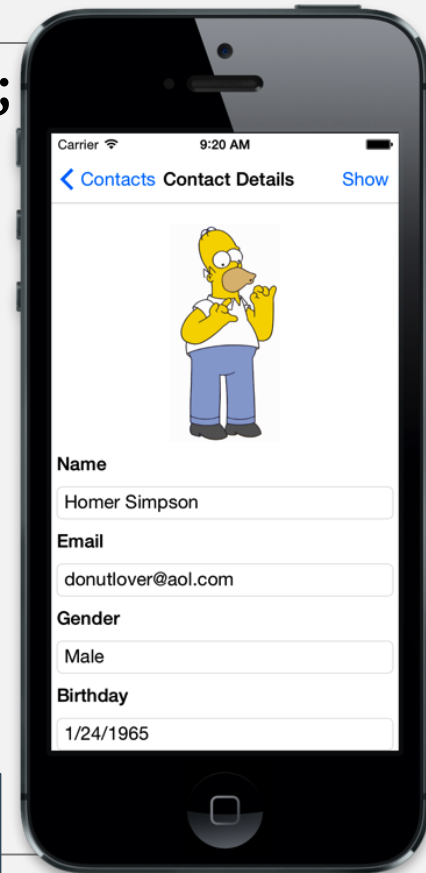 ;
Carrier 9:20 AM
Contacts Contact Details Show
Name
Homer Simpson
Email
donutlover@aol.com
Gender
Male
Birthday
1/24/1965